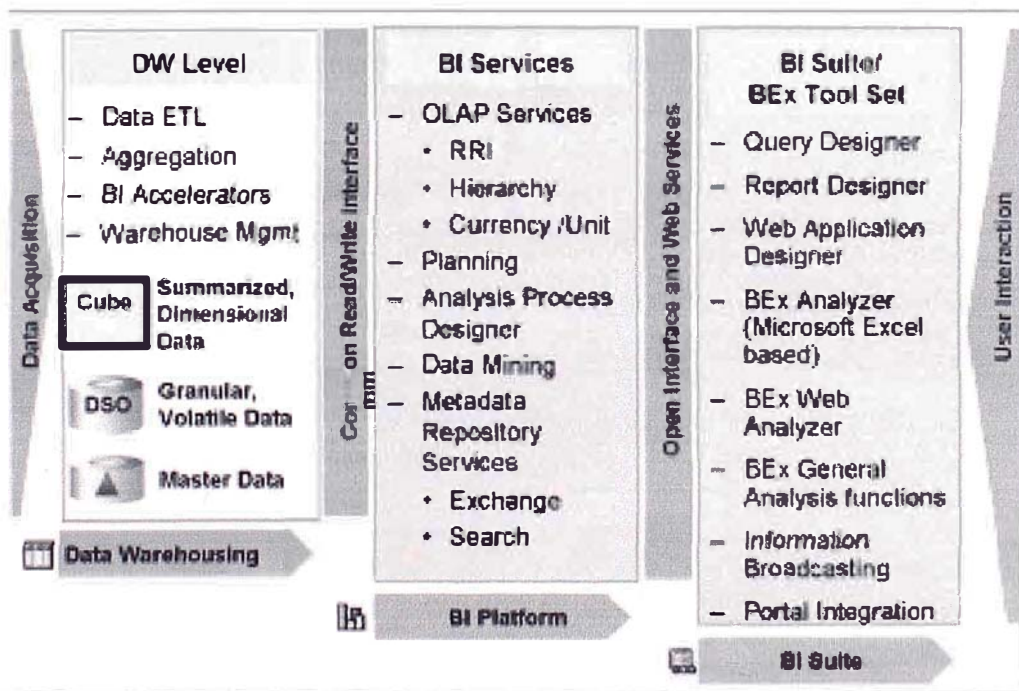 Data Acquisition
DW Level
– Data ETL
– Aggregation
– BI Accelerators
– Warehouse Mgmt
Cube
Summarized,
Dimensional
Data
DSO
Granular,
Volatile Data
Master Data
Data Warehousing
Common Read/Write Interface
BI Services
– OLAP Services
• RRI
• Hierarchy
• Currency /Unit
– Planning
– Analysis Process
Designer
– Data Mining
– Metadata
Repository
Services
• Exchange
• Search
BI Platform
Open Interface and Web Services
BI Suite/
BEx Tool Set
– Query Designer
– Report Designer
– Web Application
Designer
– BEx Analyzer
(Microsoft Excel
based)
– BEx Web
Analyzer
– BEx General
Analysis functions
– Information
Broadcasting
– Portal Integration
BI Suite
User Interaction